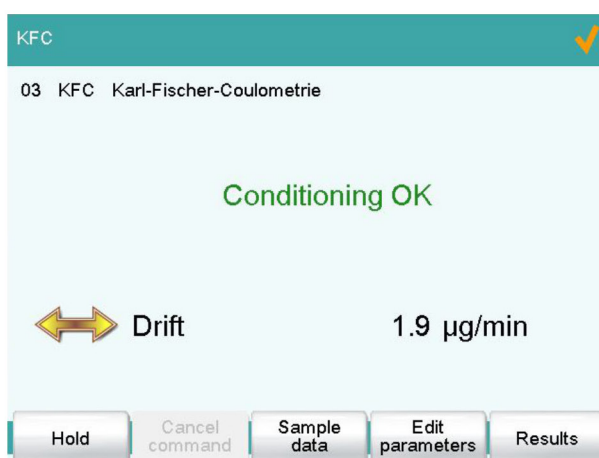 KFC
03 KFC Karl-Fischer-Coulometrie
Conditioning OK
Drift 1.9 µg/min
Hold
Cancel
command
Sample
data
Edit
parameters
Results